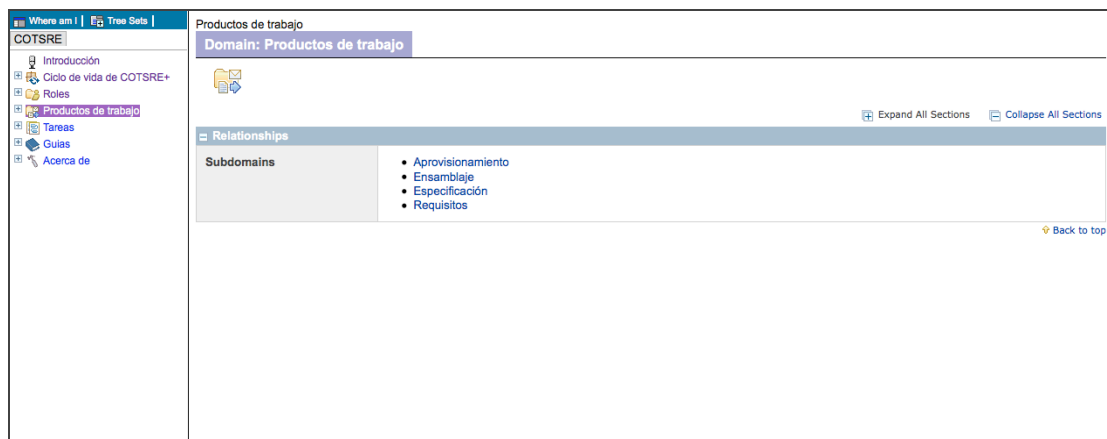 Where am I | Tree Sets |
COTSRE
Introducción
Ciclo de vida de COTSRE+
Roles
Productos de trabajo
Tareas
Guias
Acerca de
Productos de trabajo
Domain: Productos de trabajo
Expand All Sections Collapse All Sections
Relationships
Subdomains
• Aprovisionamiento
• Ensamblaje
• Especificación
• Requisitos
Back to top